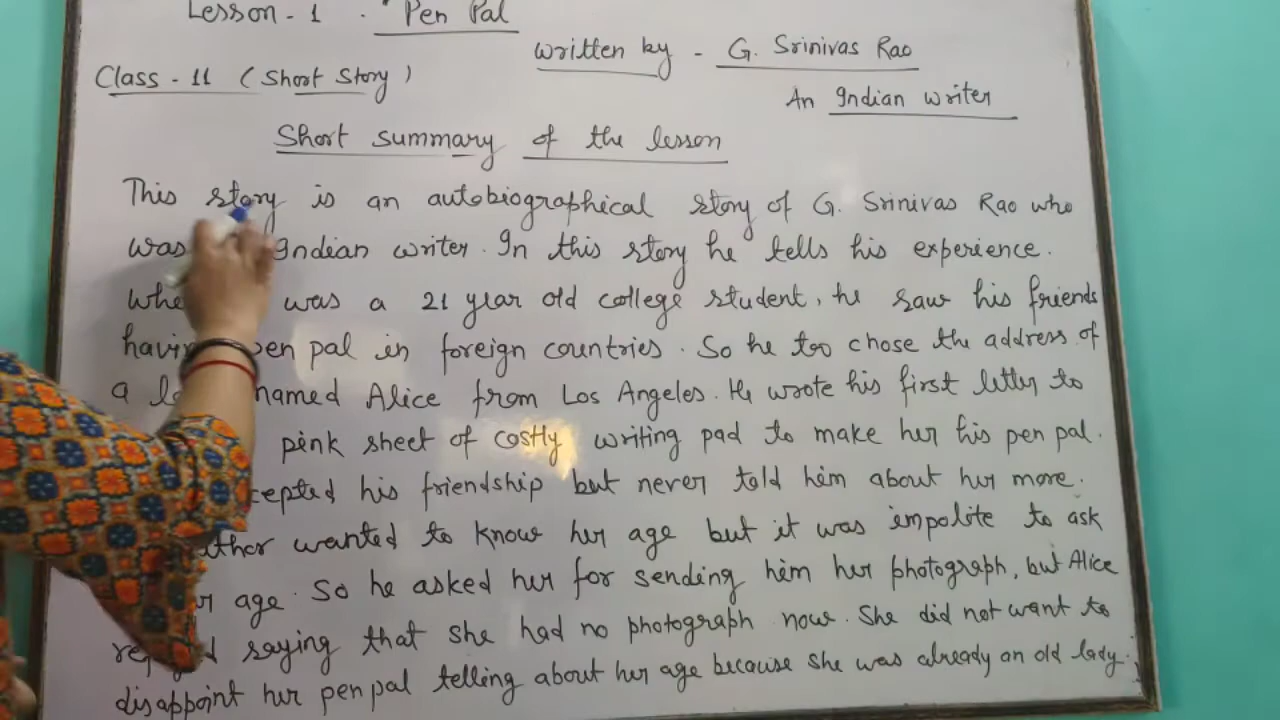 Lesson - 1 . " Pen Pal
written by - G. Srinivas Rao
Class - 11 ( Short Story )
An Indian writer
Short summary of the lesson
This story is an autobiographical story of G. Srinivas Rao who
was Indian writer. In this story he tells his experience.
was a 21 year old college student, he saw his friends
pen pal in foreign countries. So he too chose the address of
a named Alice from Los Angeles. He wrote his first letter to
pink sheet of costly writing pad to make her his pen pal.
his friendship but never told him about her more.
wanted to know her age but it was impolite to ask
age. So he asked her for sending him her photograph, but Alice
saying that she had no photograph now. She did not want to
disappoint her pen pal telling about her age because she was already an old lady.